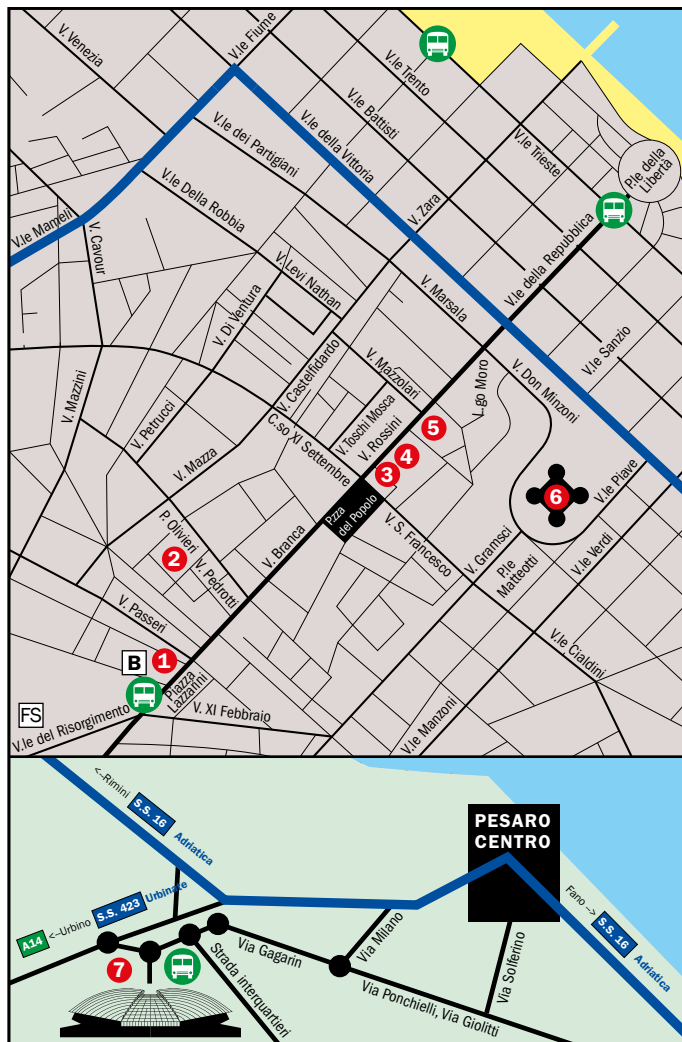 V.le Fiume
V. Venezia
V.le Trento
V.le Battisti
V.le dei Partigiani
V.le della Vittoria
V.le Trieste
P.le della
Libertà
V.le Della Robbia
V. Zara
V.le Mameli
V. Cavour
V.le della Repubblica
V. Levi Nathan
V. Marsala
V. Di Ventura
V.le Sanzio
V. Castelfidardo
V. Mazzolari
L.go Moro
V. Don Minzoni
V. Mazzini
V. Petrucci
V. Toschi Mosca
V. Rossini
C.so XI Settembre
5
4
3
V. Mazza
6
V.le Piave
P.zza
del Popolo
P. Olivieri
V. Branca
V. S. Francesco
V. Gramsci
P.le
Matteotti
V.le Verdi
2
V. Pedrotti
V. Passeri
V.le Cialdini
B
1
Piazza
Lazzarini
FS
V.le del Risorgimento
V. XI Febbraio
V.le Manzoni
<--Rimini
S.S. 16
Adriatica
PESARO
CENTRO
A14
<--Urbino
S.S. 423
Urbinate
Fano -->
S.S. 16
Adriatica
7
Via Gagarin
Via Milano
Via Solferino
Strada interquartieri
Via Ponchielli, Via Giolitti